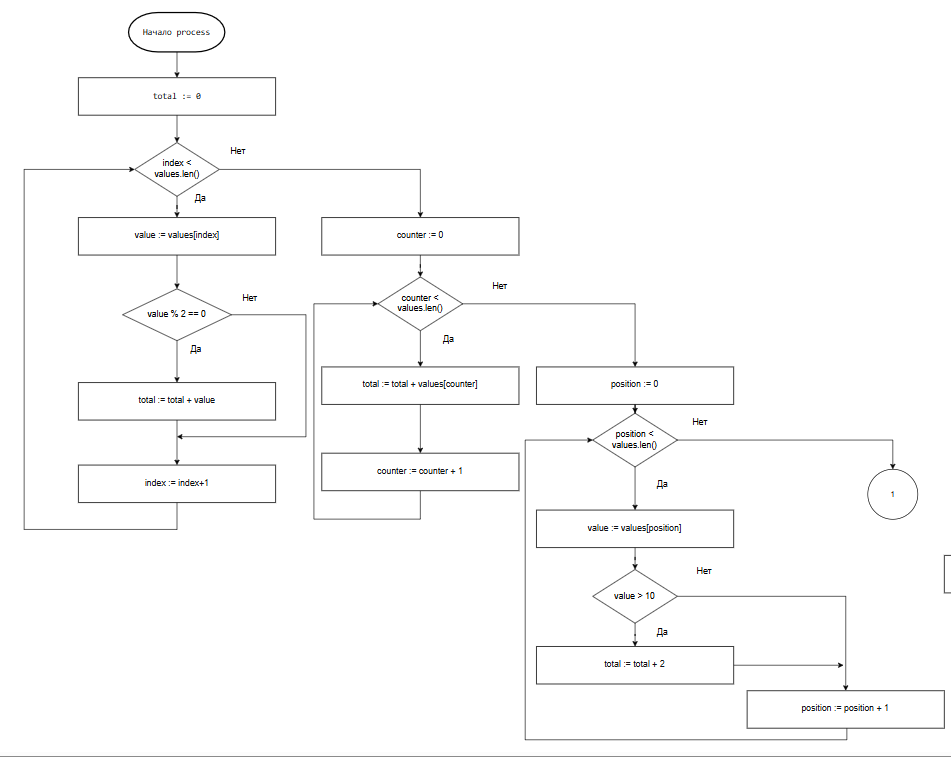 Начало process
total := 0
index <
values.len()
Нет
Да
value := values[index]
value % 2 == 0
Нет
Да
total := total + value
index := index+1
counter := 0
counter <
values.len()
Нет
Да
total := total + values[counter]
counter := counter + 1
position := 0
position <
values.len()
Нет
Да
1
value := values[position]
value > 10
Нет
Да
total := total + 2
position := position + 1